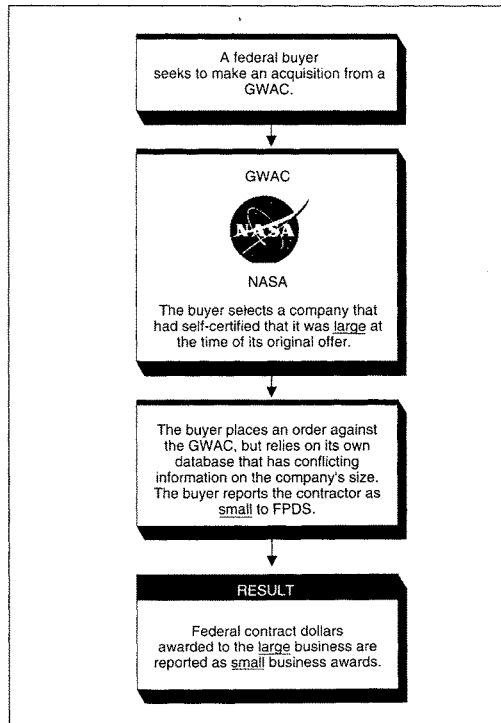 A federal buyer
seeks to make an acquisition from a
GWAC.
GWAC
NASA
NASA
The buyer selects a company that
had self-certified that it was large at
the time of its original offer.
The buyer places an order against
the GWAC, but relies on its own
database that has conflicting
information on the company's size.
The buyer reports the contractor as
small to FPDS.
RESULT
Federal contract dollars
awarded to the large business are
reported as small business awards.